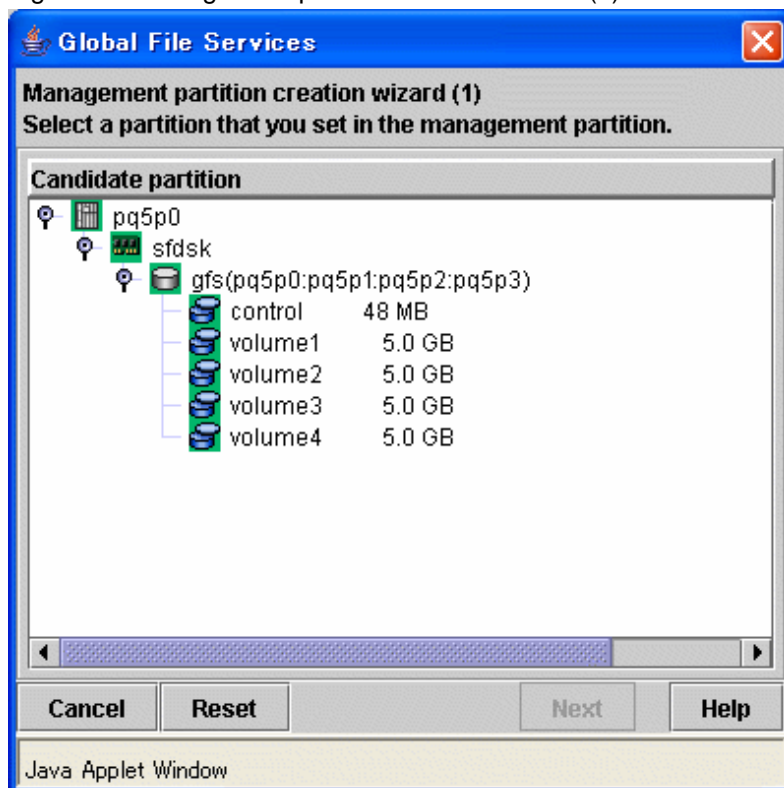 Global File Services
Management partition creation wizard (1)
Select a partition that you set in the management partition.
Candidate partition
pq5p0
sfdsk
gfs(pq5p0:pq5p1:pq5p2:pq5p3)
control 48 MB
volume1 5.0 GB
volume2 5.0 GB
volume3 5.0 GB
volume4 5.0 GB
Cancel Reset Next Help
Java Applet Window